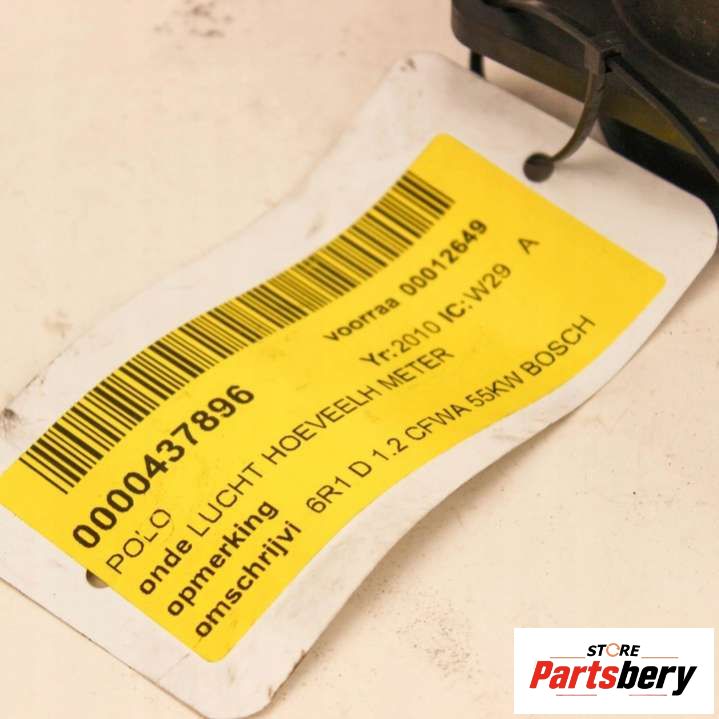 0000437896 voorraa 00012649
POLO Yr:2010 IC:W29 A
onde LUCHT HOEVEELH METER
opmerking
omschrijvi 6R1 D 1.2 CFWA 55KW BOSCH
STORE
Partsbery